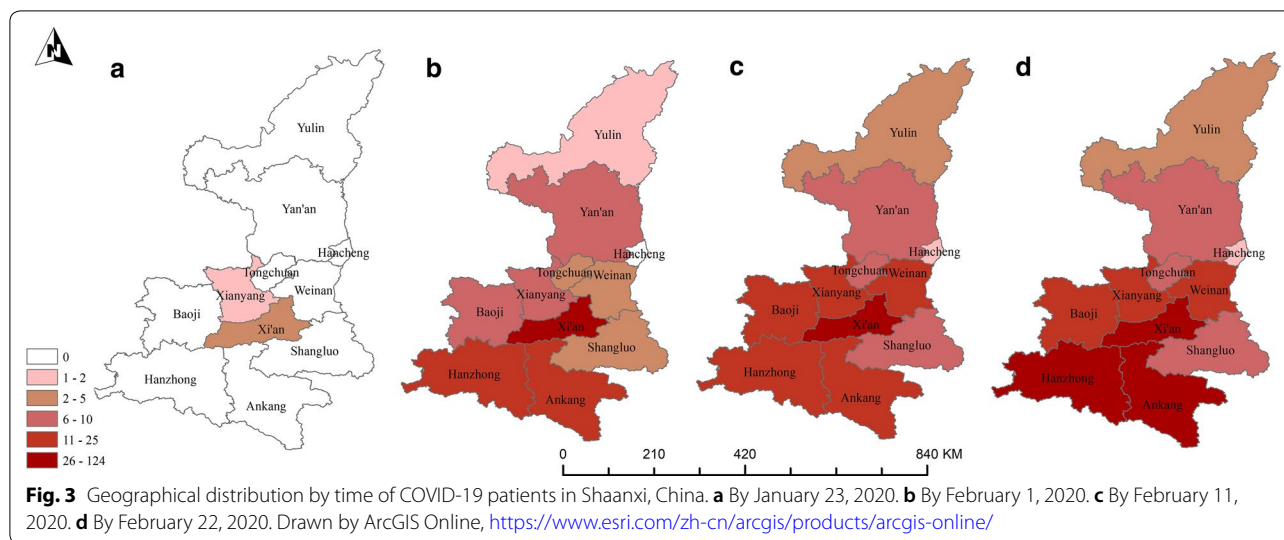 N
a
b
c
d
Yulin
Yan'an
Hancheng
Tongchuan
Weinan
Xianyang
Baoji
Xi'an
Shangluo
Hanzhong
Ankang
Yulin
Yan'an
Hancheng
Tongchuan
Weinan
Xianyang
Baoji
Xi'an
Shangluo
Hanzhong
Ankang
Yulin
Yan'an
Hancheng
Tongchuan
Weinan
Xianyang
Baoji
Xi'an
Shangluo
Hanzhong
Ankang
Yulin
Yan'an
Hancheng
Tongchuan
Weinan
Xianyang
Baoji
Xi'an
Shangluo
Hanzhong
Ankang
0
1 - 2
2 - 5
6 - 10
11 - 25
26 - 124
0 210 420 840 KM
Fig. 3 Geographical distribution by time of COVID-19 patients in Shaanxi, China. a By January 23, 2020. b By February 1, 2020. c By February 11,
2020. d By February 22, 2020. Drawn by ArcGIS Online, https://www.esri.com/zh-cn/arcgis/products/arcgis-online/